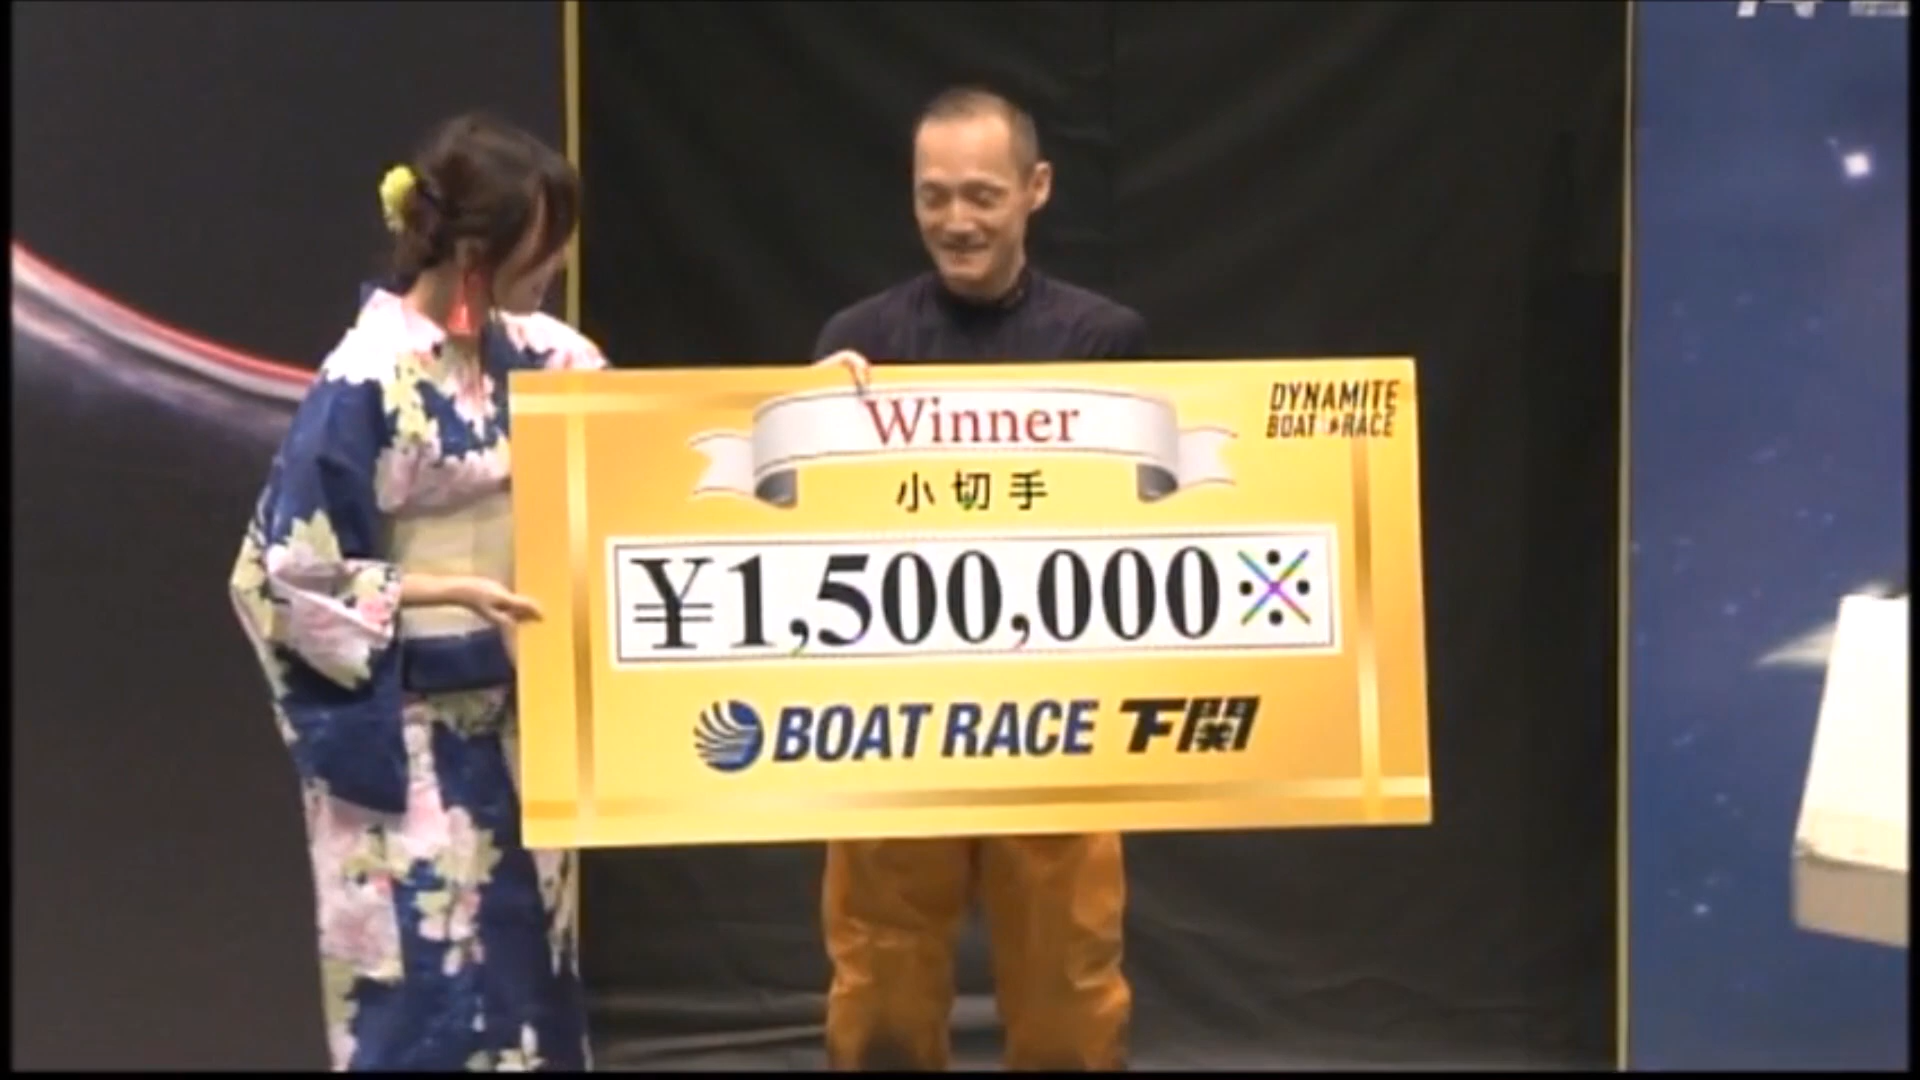 Winner
DYNAMITE
BOAT RACE
小切手
¥1,500,000※
BOAT RACE 下関